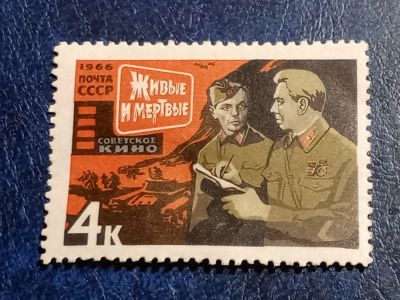 1966
ПОЧТА
СССР
ЖИВЫЕ
И МЕРТВЫЕ
СОВЕТСКОЕ
КИНО
4К